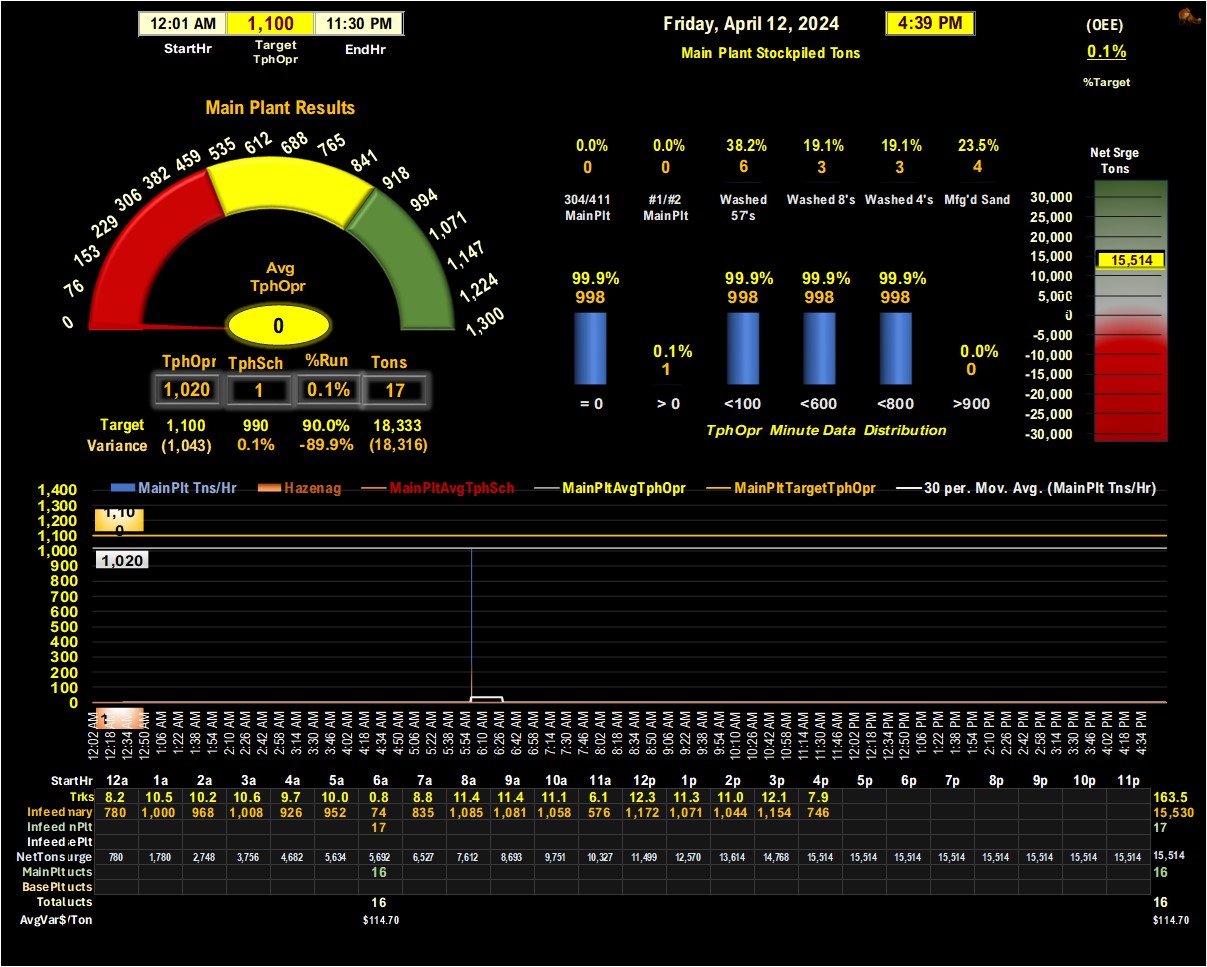 12:01 AM 1,100 11:30 PM
StartHr Target TphOpr EndHr
Friday, April 12, 2024 4:39 PM
Main Plant Stockpiled Tons
(OEE)
0.1%
%Target
Main Plant Results
0 76 153 229 306 382 459 535 612 688 765 841 918 994 1,071 1,147 1,224 1,300
Avg
TphOpr
0
TphOpr TphSch %Run Tons
1,020 1 0.1% 17
Target 1,100 990 90.0% 18,333
Variance (1,043) 0.1% -89.9% (18,316)
0.0% 0.0% 38.2% 19.1% 19.1% 23.5%
0 0 6 3 3 4
304/411 #1/#2 Washed Washed 8's Washed 4's Mfg'd Sand
MainPlt MainPlt 57's
99.9% 99.9% 99.9% 99.9%
998 998 998 998
0.1% 0.0%
1 0
= 0 > 0 <100 <600 <800 >900
TphOpr Minute Data Distribution
Net Srge
Tons
30,000
25,000
20,000
15,000
15,514
10,000
5,000
0
-5,000
-10,000
-15,000
-20,000
-25,000
-30,000
MainPlt Tns/Hr Hazenag MainPltAvgTphSch MainPltAvgTphOpr MainPltTargetTphOpr 30 per. Mov. Avg. (MainPlt Tns/Hr)
1,400
1,300
1,200
1,100
1,000
900
800
700
600
500
400
300
200
100
0
1,10
0
1,020
12:02 AM 12:18 AM 12:34 AM 12:50 AM 1:06 AM 1:22 AM 1:38 AM 1:54 AM 2:10 AM 2:26 AM 2:42 AM 2:58 AM 3:14 AM 3:30 AM 3:46 AM 4:02 AM 4:18 AM 4:34 AM 4:50 AM 5:06 AM 5:22 AM 5:38 AM 5:54 AM 6:10 AM 6:26 AM 6:42 AM 6:58 AM 7:14 AM 7:30 AM 7:46 AM 8:02 AM 8:18 AM 8:34 AM 8:50 AM 9:06 AM 9:22 AM 9:38 AM 9:54 AM 10:10 AM 10:26 AM 10:42 AM 10:58 AM 11:14 AM 11:30 AM 11:46 AM 12:02 PM 12:18 PM 12:34 PM 12:50 PM 1:06 PM 1:22 PM 1:38 PM 1:54 PM 2:10 PM 2:26 PM 2:42 PM 2:58 PM 3:14 PM 3:30 PM 3:46 PM 4:02 PM 4:18 PM 4:34 PM
StartHr 12a 1a 2a 3a 4a 5a 6a 7a 8a 9a 10a 11a 12p 1p 2p 3p 4p 5p 6p 7p 8p 9p 10p 11p
Trks 8.2 10.5 10.2 10.6 9.7 10.0 0.8 8.8 11.4 11.4 11.1 6.1 12.3 11.3 11.0 12.1 7.9 163.5
Infeed mary 780 1,000 968 1,008 926 952 74 835 1,085 1,081 1,058 576 1,172 1,071 1,044 1,154 746 15,530
Infeed nPlt 17 17
Infeed ePlt
NetTons urge 780 1,780 2,748 3,756 4,682 5,634 5,692 6,527 7,612 8,693 9,751 10,327 11,499 12,570 13,614 14,768 15,514 15,514 15,514 15,514 15,514 15,514 15,514 15,514 15,514
MainPlt ucts 16 16
BasePlt ucts
Total ucts 16 16
AvgVar$/Ton $114.70 $114.70